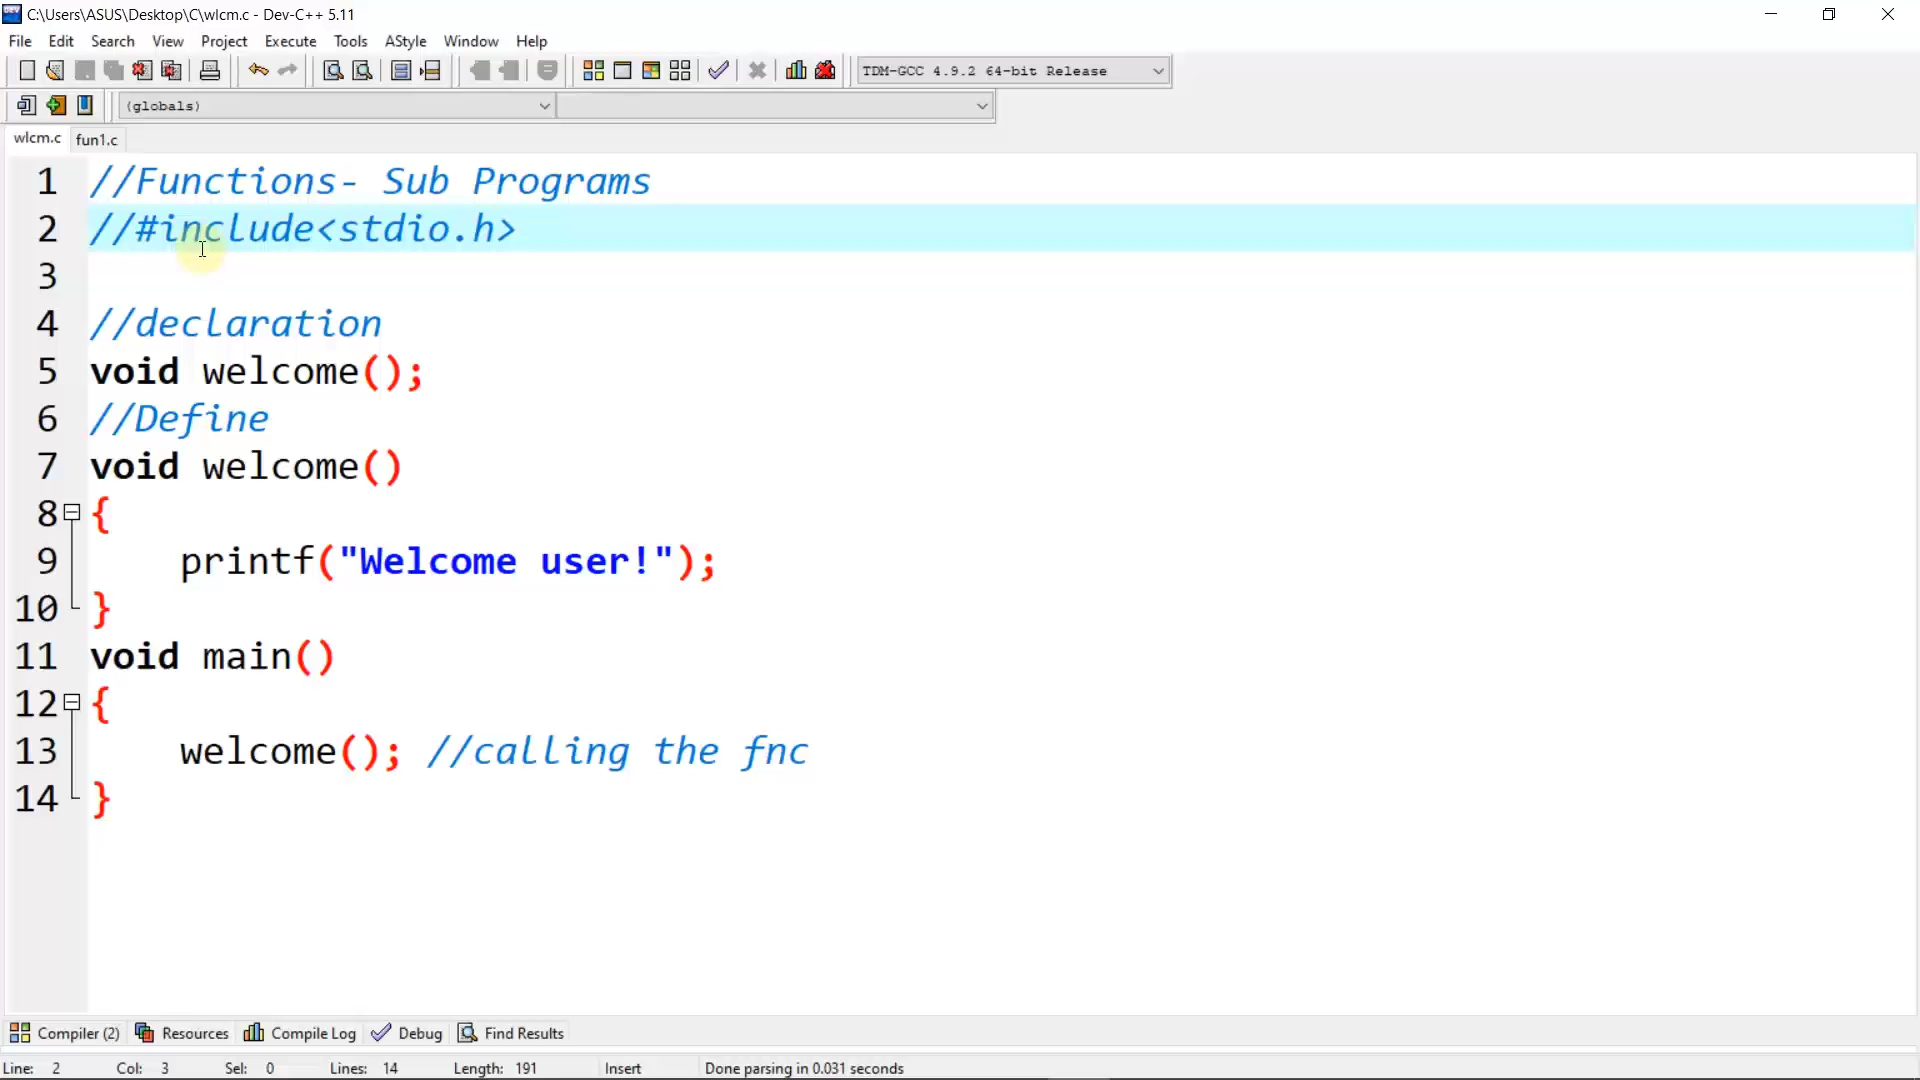 C:\Users\ASUS\Desktop\C\wlcm.c - Dev-C++ 5.11
File Edit Search View Project Execute Tools AStyle Window Help
TDM-GCC 4.9.2 64-bit Release
(globals)
wlcm.c fun1.c
1 //Functions- Sub Programs
2 //#include<stdio.h>
3
4 //declaration
5 void welcome();
6 //Define
7 void welcome()
8 {
9 printf("Welcome user!");
10 }
11 void main()
12 {
13 welcome(); //calling the fnc
14 }
Compiler (2) Resources Compile Log Debug Find Results
Line: 2 Col: 3 Sel: 0 Lines: 14 Length: 191 Insert Done parsing in 0.031 seconds